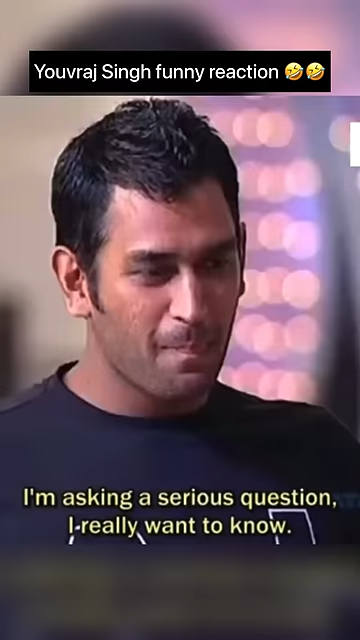 Youvraj Singh funny reaction 🤣🤣
I'm asking a serious question,
I really want to know.